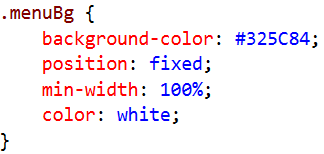 .menuBg {
    background-color: #325C84;
    position: fixed;
    min-width: 100%;
    color: white;
}